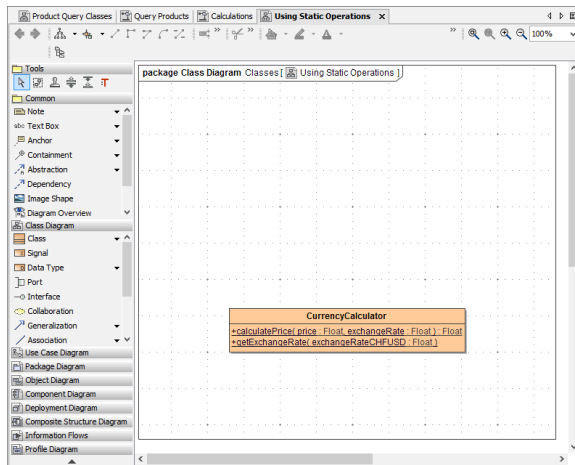 Product Query Classes
Query Products
Calculations
Using Static Operations
100%
Tools
Common
Note
abc Text Box
Anchor
Containment
Abstraction
Dependency
Image Shape
Diagram Overview
Class Diagram
Class
Signal
Data Type
Port
Interface
Collaboration
Generalization
Association
Use Case Diagram
Package Diagram
Object Diagram
Component Diagram
Deployment Diagram
Composite Structure Diagram
Information Flows
Profile Diagram
package Class Diagram Classes [ Using Static Operations ]
CurrencyCalculator
+calculatePrice( price : Float, exchangeRate : Float ) : Float
+getExchangeRate( exchangeRateCHFUSD : Float )